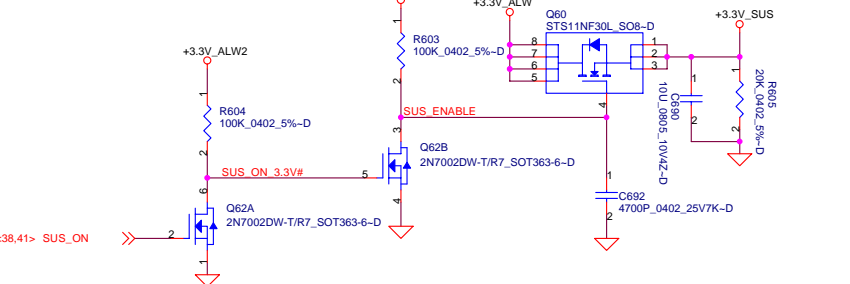 +3.3V_ALW
Q60
STS11NF30L_SO8~D
+3.3V_SUS
1
R603
100K_0402_5%~D
2
8
7
6
5
1
2
3
4
+3.3V_ALW2
1
R604
100K_0402_5%~D
2
1
C690
10U_0805_10V4Z~D
2
1
R605
20K_0402_5%~D
2
SUS_ENABLE
3
Q62B
2N7002DW-T/R7_SOT363-6~D
SUS_ON_3.3V#
5
4
6
Q62A
2N7002DW-T/R7_SOT363-6~D
1
C692
4700P_0402_25V7K~D
2
38,41> SUS_ON
2
1